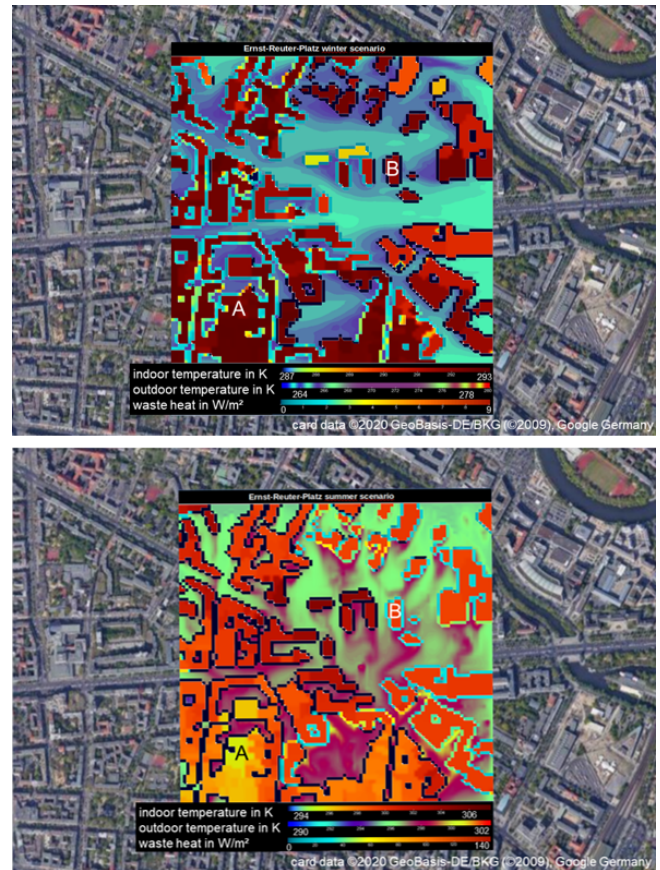 Ernst-Reuter-Platz winter scenario
B
A
indoor temperature in K 287 293
outdoor temperature in K 264 278
waste heat in W/m² 0 9
card data ©2020 GeoBasis-DE/BKG (©2009), Google Germany
Ernst-Reuter-Platz summer scenario
B
A
indoor temperature in K 294 306
outdoor temperature in K 290 302
waste heat in W/m² 0 140
card data ©2020 GeoBasis-DE/BKG (©2009), Google Germany